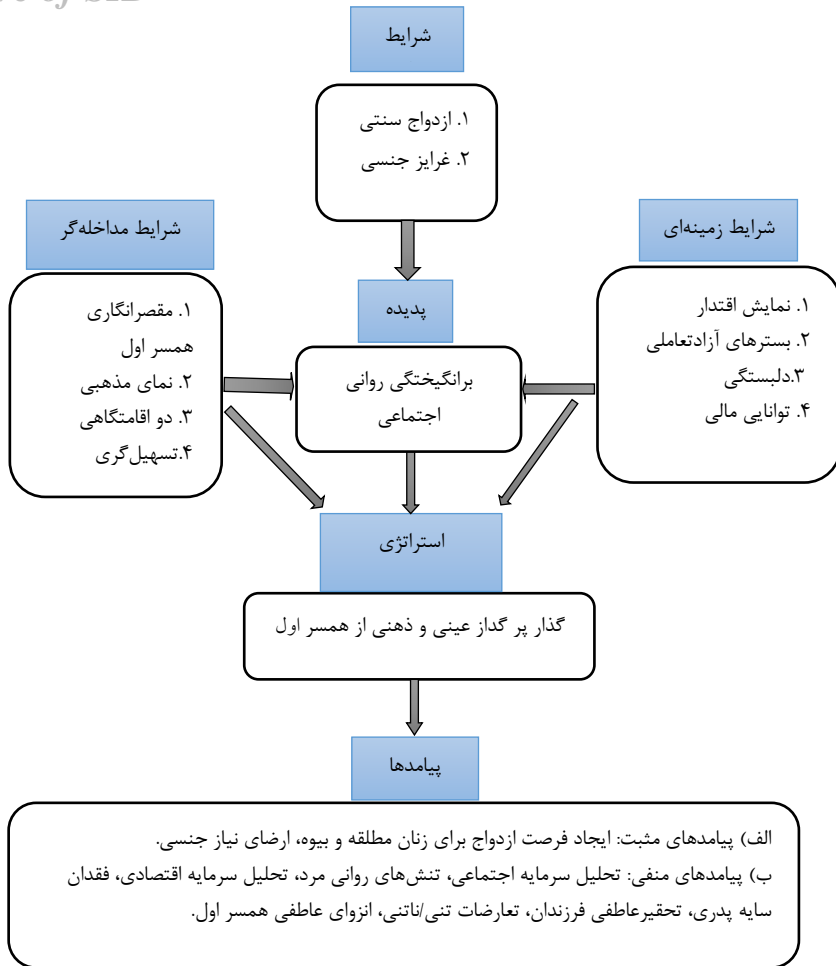 شرایط
۱. ازدواج سنتی
۲. غرایز جنسی
شرایط زمینه‌ای
۱. نمایش اقتدار
۲. بسترهای آزادتعاملی
۳.دلبستگی
۴. توانایی مالی
شرایط مداخله‌گر
۱. مقصرانگاری
همسر اول
۲. نمای مذهبی
۳. دو اقامتگاهی
۴.تسهیل‌گری
پدیده
برانگیختگی روانی
اجتماعی
استراتژی
گذار پر گداز عینی و ذهنی از همسر اول
پیامدها
الف) پیامدهای مثبت: ایجاد فرصت ازدواج برای زنان مطلقه و بیوه، ارضای نیاز جنسی.
ب) پیامدهای منفی: تحلیل سرمایه اجتماعی، تنش‌های روانی مرد، تحلیل سرمایه اقتصادی، فقدان
سایه پدری، تحقیرعاطفی فرزندان، تعارضات تنی/ناتنی، انزوای عاطفی همسر اول.